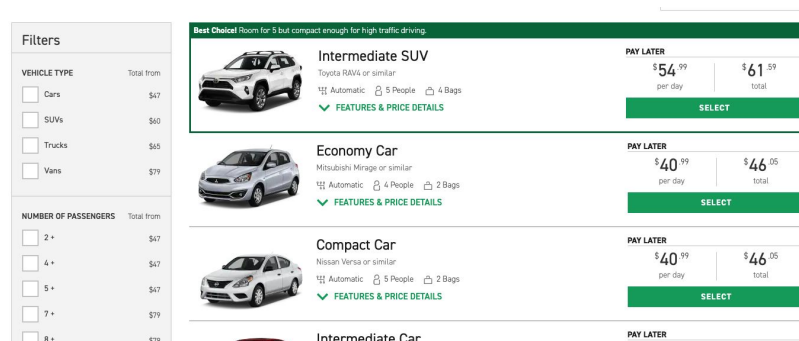 Best Choice! Room for 5 but compact enough for high traffic driving.
Filters
VEHICLE TYPE Total from
Cars $47
SUVs $60
Trucks $65
Vans $79
NUMBER OF PASSENGERS Total from
2 + $47
4 + $47
5 + $47
7 + $79
8 + $79
Intermediate SUV
Toyota RAV4 or similar
Automatic 5 People 4 Bags
FEATURES & PRICE DETAILS
PAY LATER
$54.99 $61.59
per day total
SELECT
Economy Car
Mitsubishi Mirage or similar
Automatic 4 People 2 Bags
FEATURES & PRICE DETAILS
PAY LATER
$40.99 $46.05
per day total
SELECT
Compact Car
Nissan Versa or similar
Automatic 5 People 2 Bags
FEATURES & PRICE DETAILS
PAY LATER
$40.99 $46.05
per day total
SELECT
Intermediate Car
PAY LATER